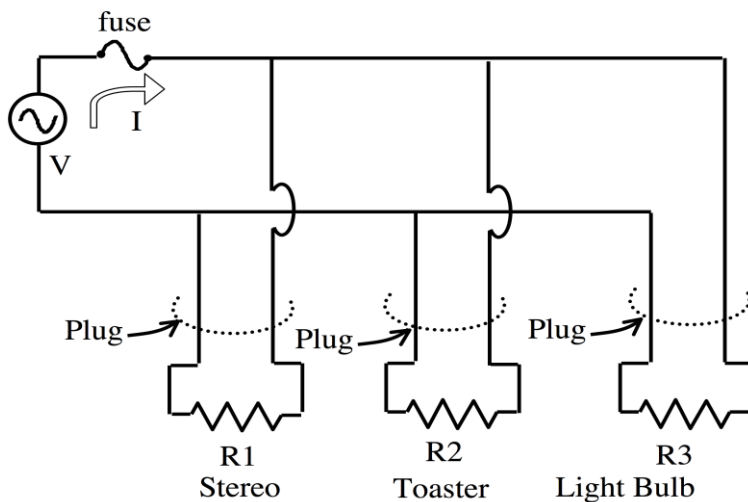 fuse
I
V
Plug
Plug
Plug
R1
Stereo
R2
Toaster
R3
Light Bulb